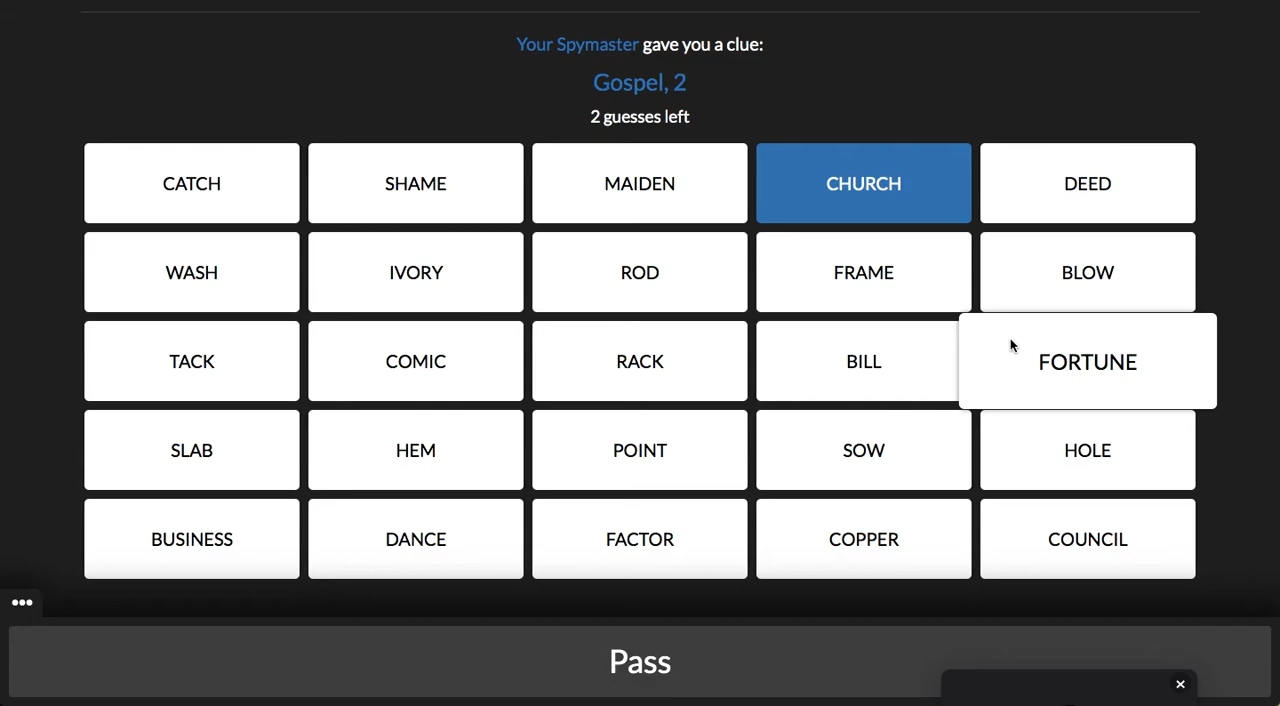 Your Spymaster gave you a clue:
Gospel, 2
2 guesses left
CATCH SHAME MAIDEN CHURCH DEED
WASH IVORY ROD FRAME BLOW
TACK COMIC RACK BILL FORTUNE
SLAB HEM POINT SOW HOLE
BUSINESS DANCE FACTOR COPPER COUNCIL
Pass